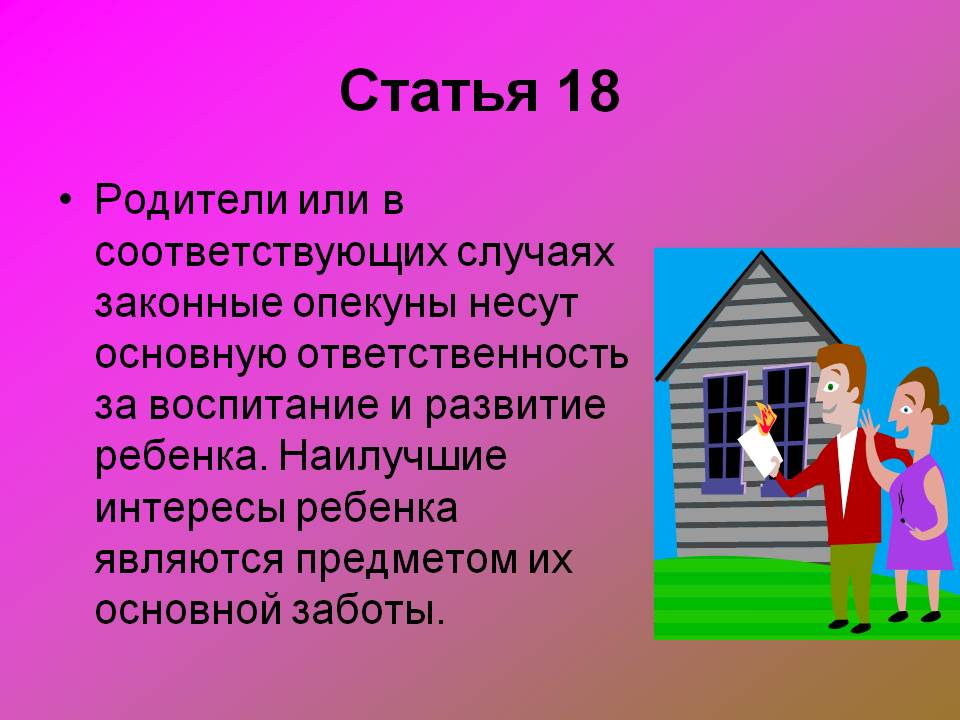 Статья 18
• Родители или в
соответствующих случаях
законные опекуны несут
основную ответственность
за воспитание и развитие
ребенка. Наилучшие
интересы ребенка
являются предметом их
основной заботы.